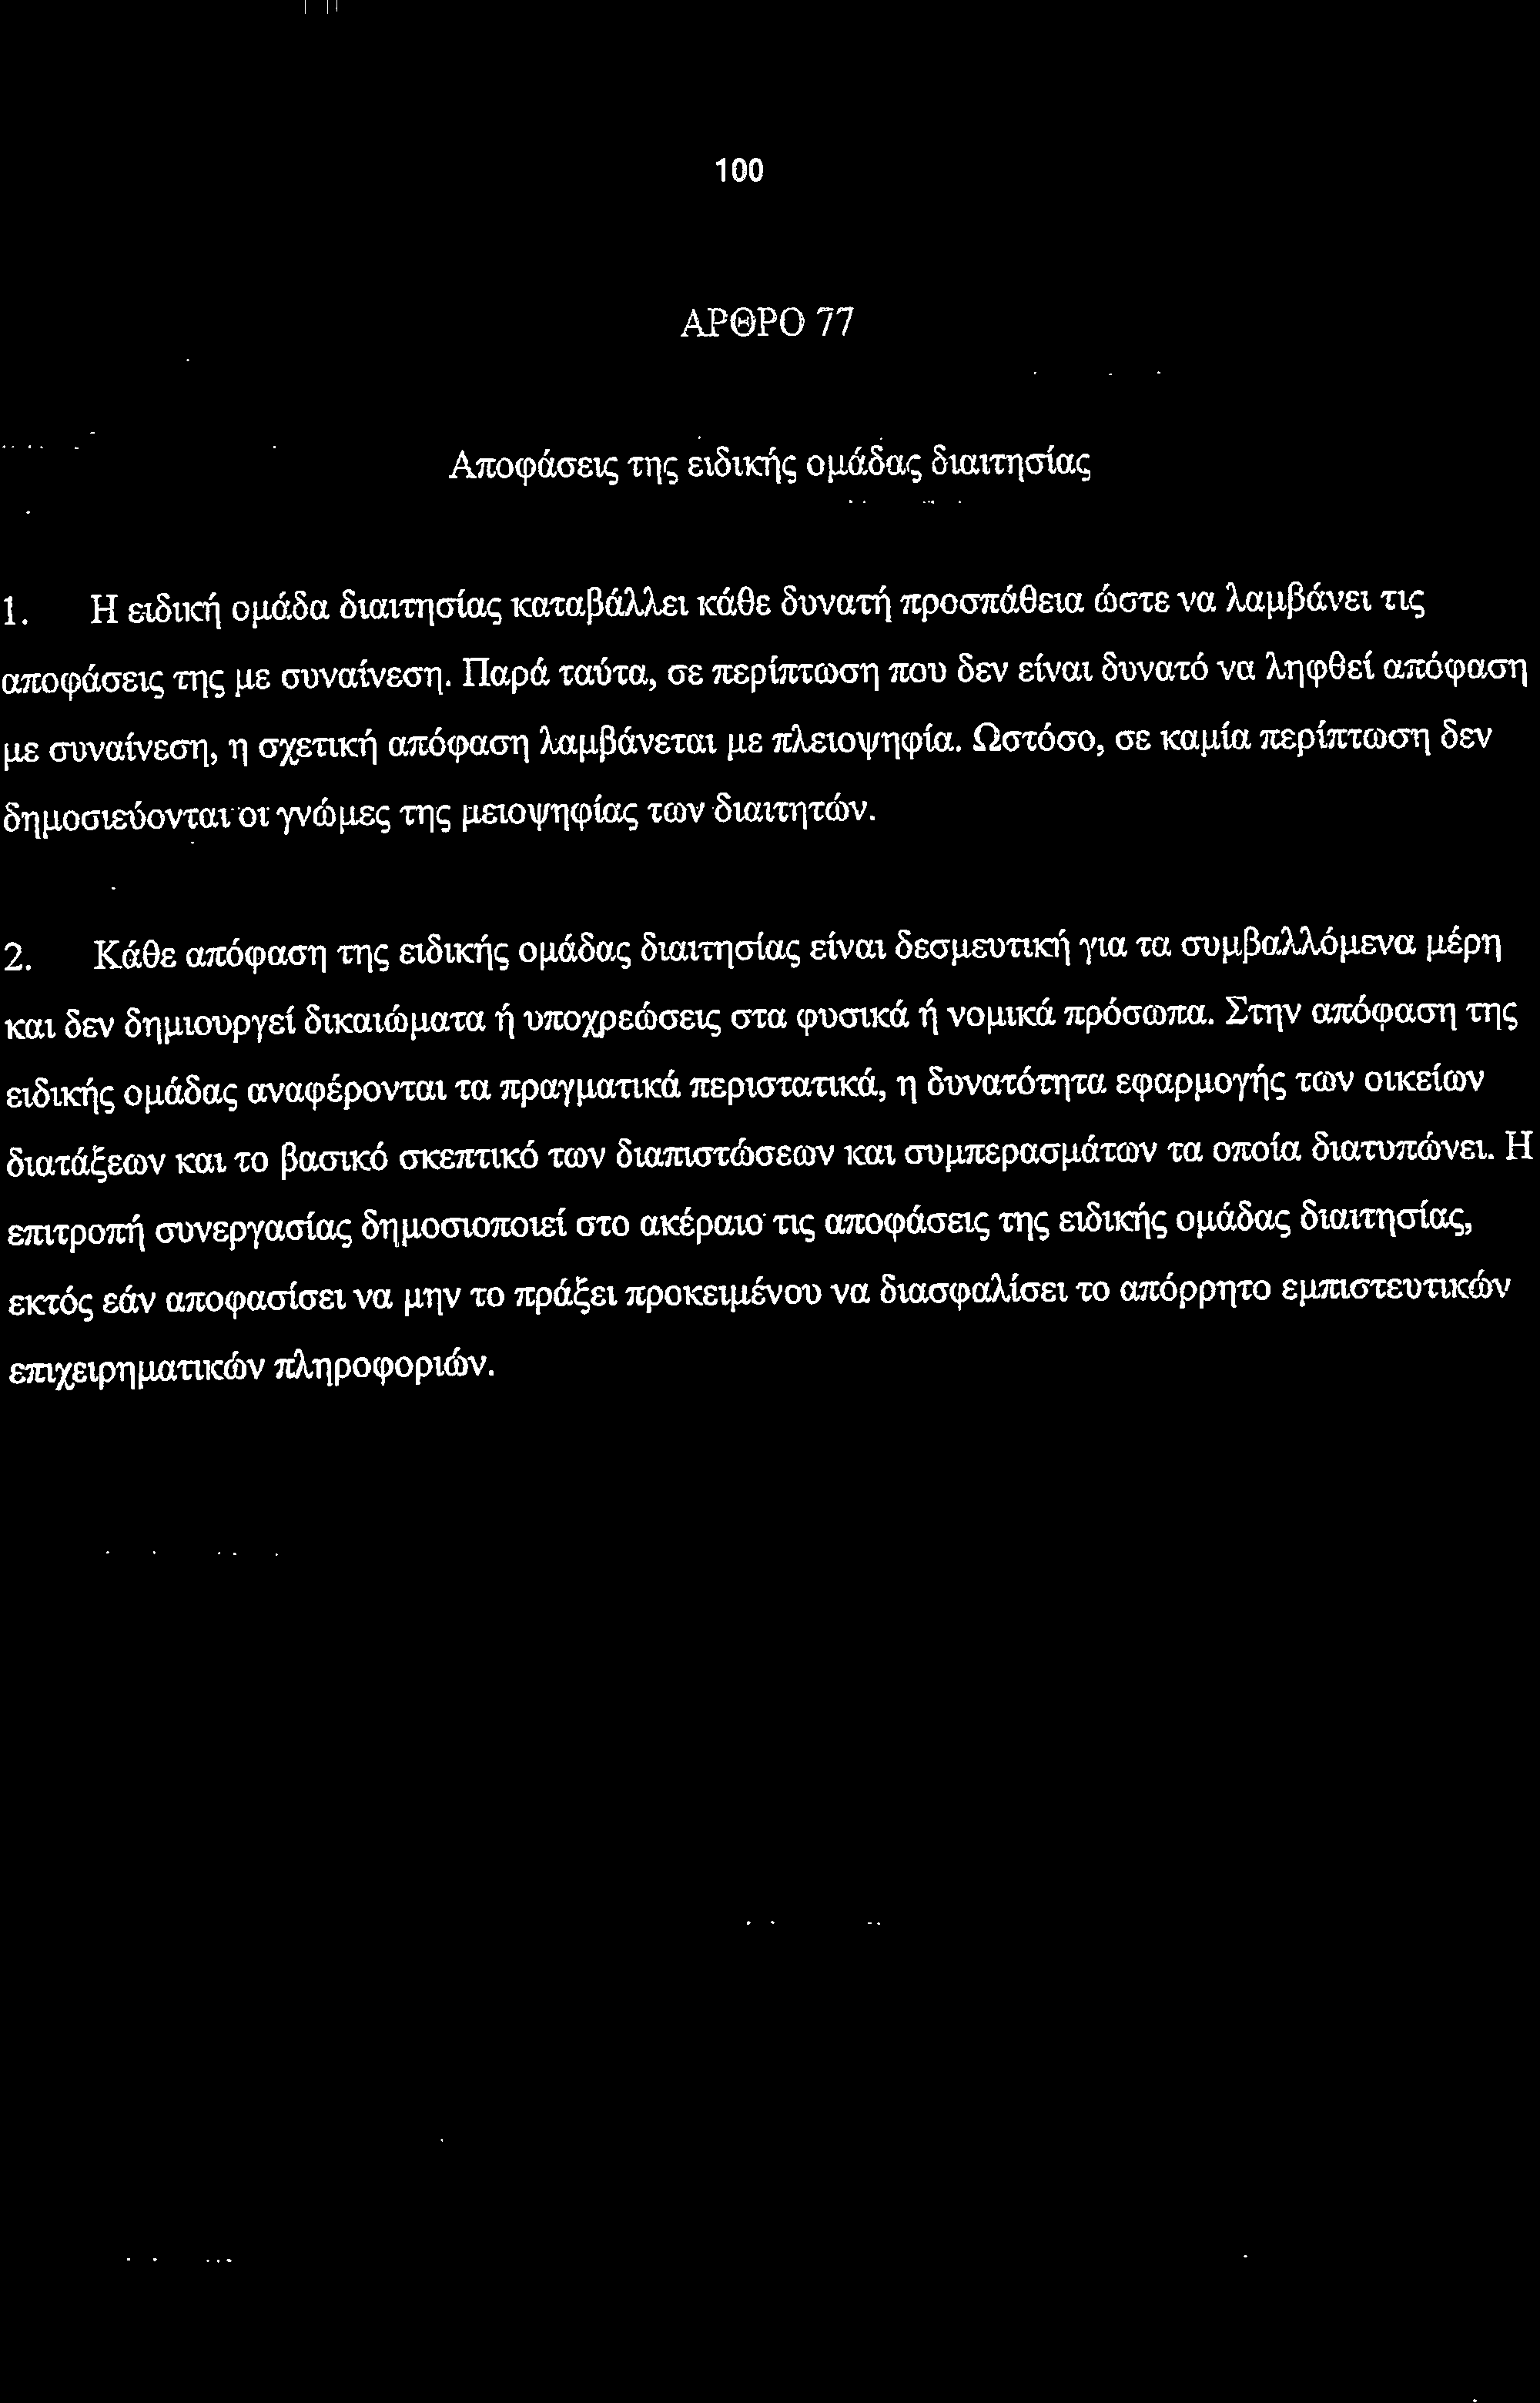 100
ΑΡΘΡΟ 77
Αποφάσεις της ειδικής ομάδας διαιτησίας
1. Η ειδική ομάδα διαιτησίας καταβάλλει κάθε δυνατή προσπάθεια ώστε να λαμβάνει τις
αποφάσεις της με συναίνεση. Παρά ταύτα, σε περίπτωση που δεν είναι δυνατό να ληφθεί απόφαση
με συναίνεση, η σχετική απόφαση λαμβάνεται με πλειοψηφία. Ωστόσο, σε καμία περίπτωση δεν
δημοσιεύονται οι γνώμες της μειοψηφίας των διαιτητών.
2. Κάθε απόφαση της ειδικής ομάδας διαιτησίας είναι δεσμευτική για τα συμβαλλόμενα μέρη
και δεν δημιουργεί δικαιώματα ή υποχρεώσεις στα φυσικά ή νομικά πρόσωπα. Στην απόφαση της
ειδικής ομάδας αναφέρονται τα πραγματικά περιστατικά, η δυνατότητα εφαρμογής των οικείων
διατάξεων και το βασικό σκεπτικό των διαπιστώσεων και συμπερασμάτων τα οποία διατυπώνει. Η
επιτροπή συνεργασίας δημοσιοποιεί στο ακέραιο τις αποφάσεις της ειδικής ομάδας διαιτησίας,
εκτός εάν αποφασίσει να μην το πράξει προκειμένου να διασφαλίσει το απόρρητο εμπιστευτικών
επιχειρηματικών πληροφοριών.